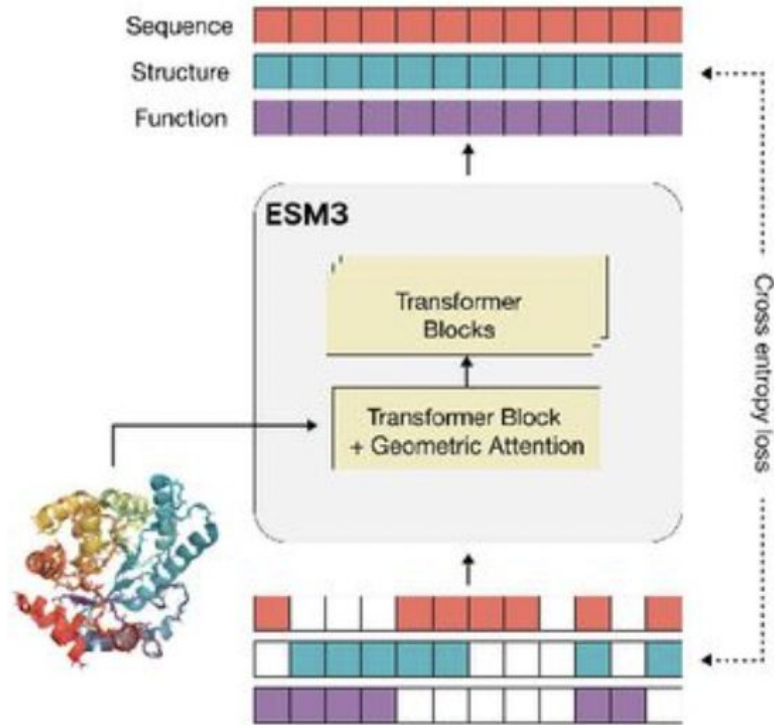 Sequence
Structure
Function
ESM3
Transformer
Blocks
Transformer Block
+ Geometric Attention
Cross entropy loss